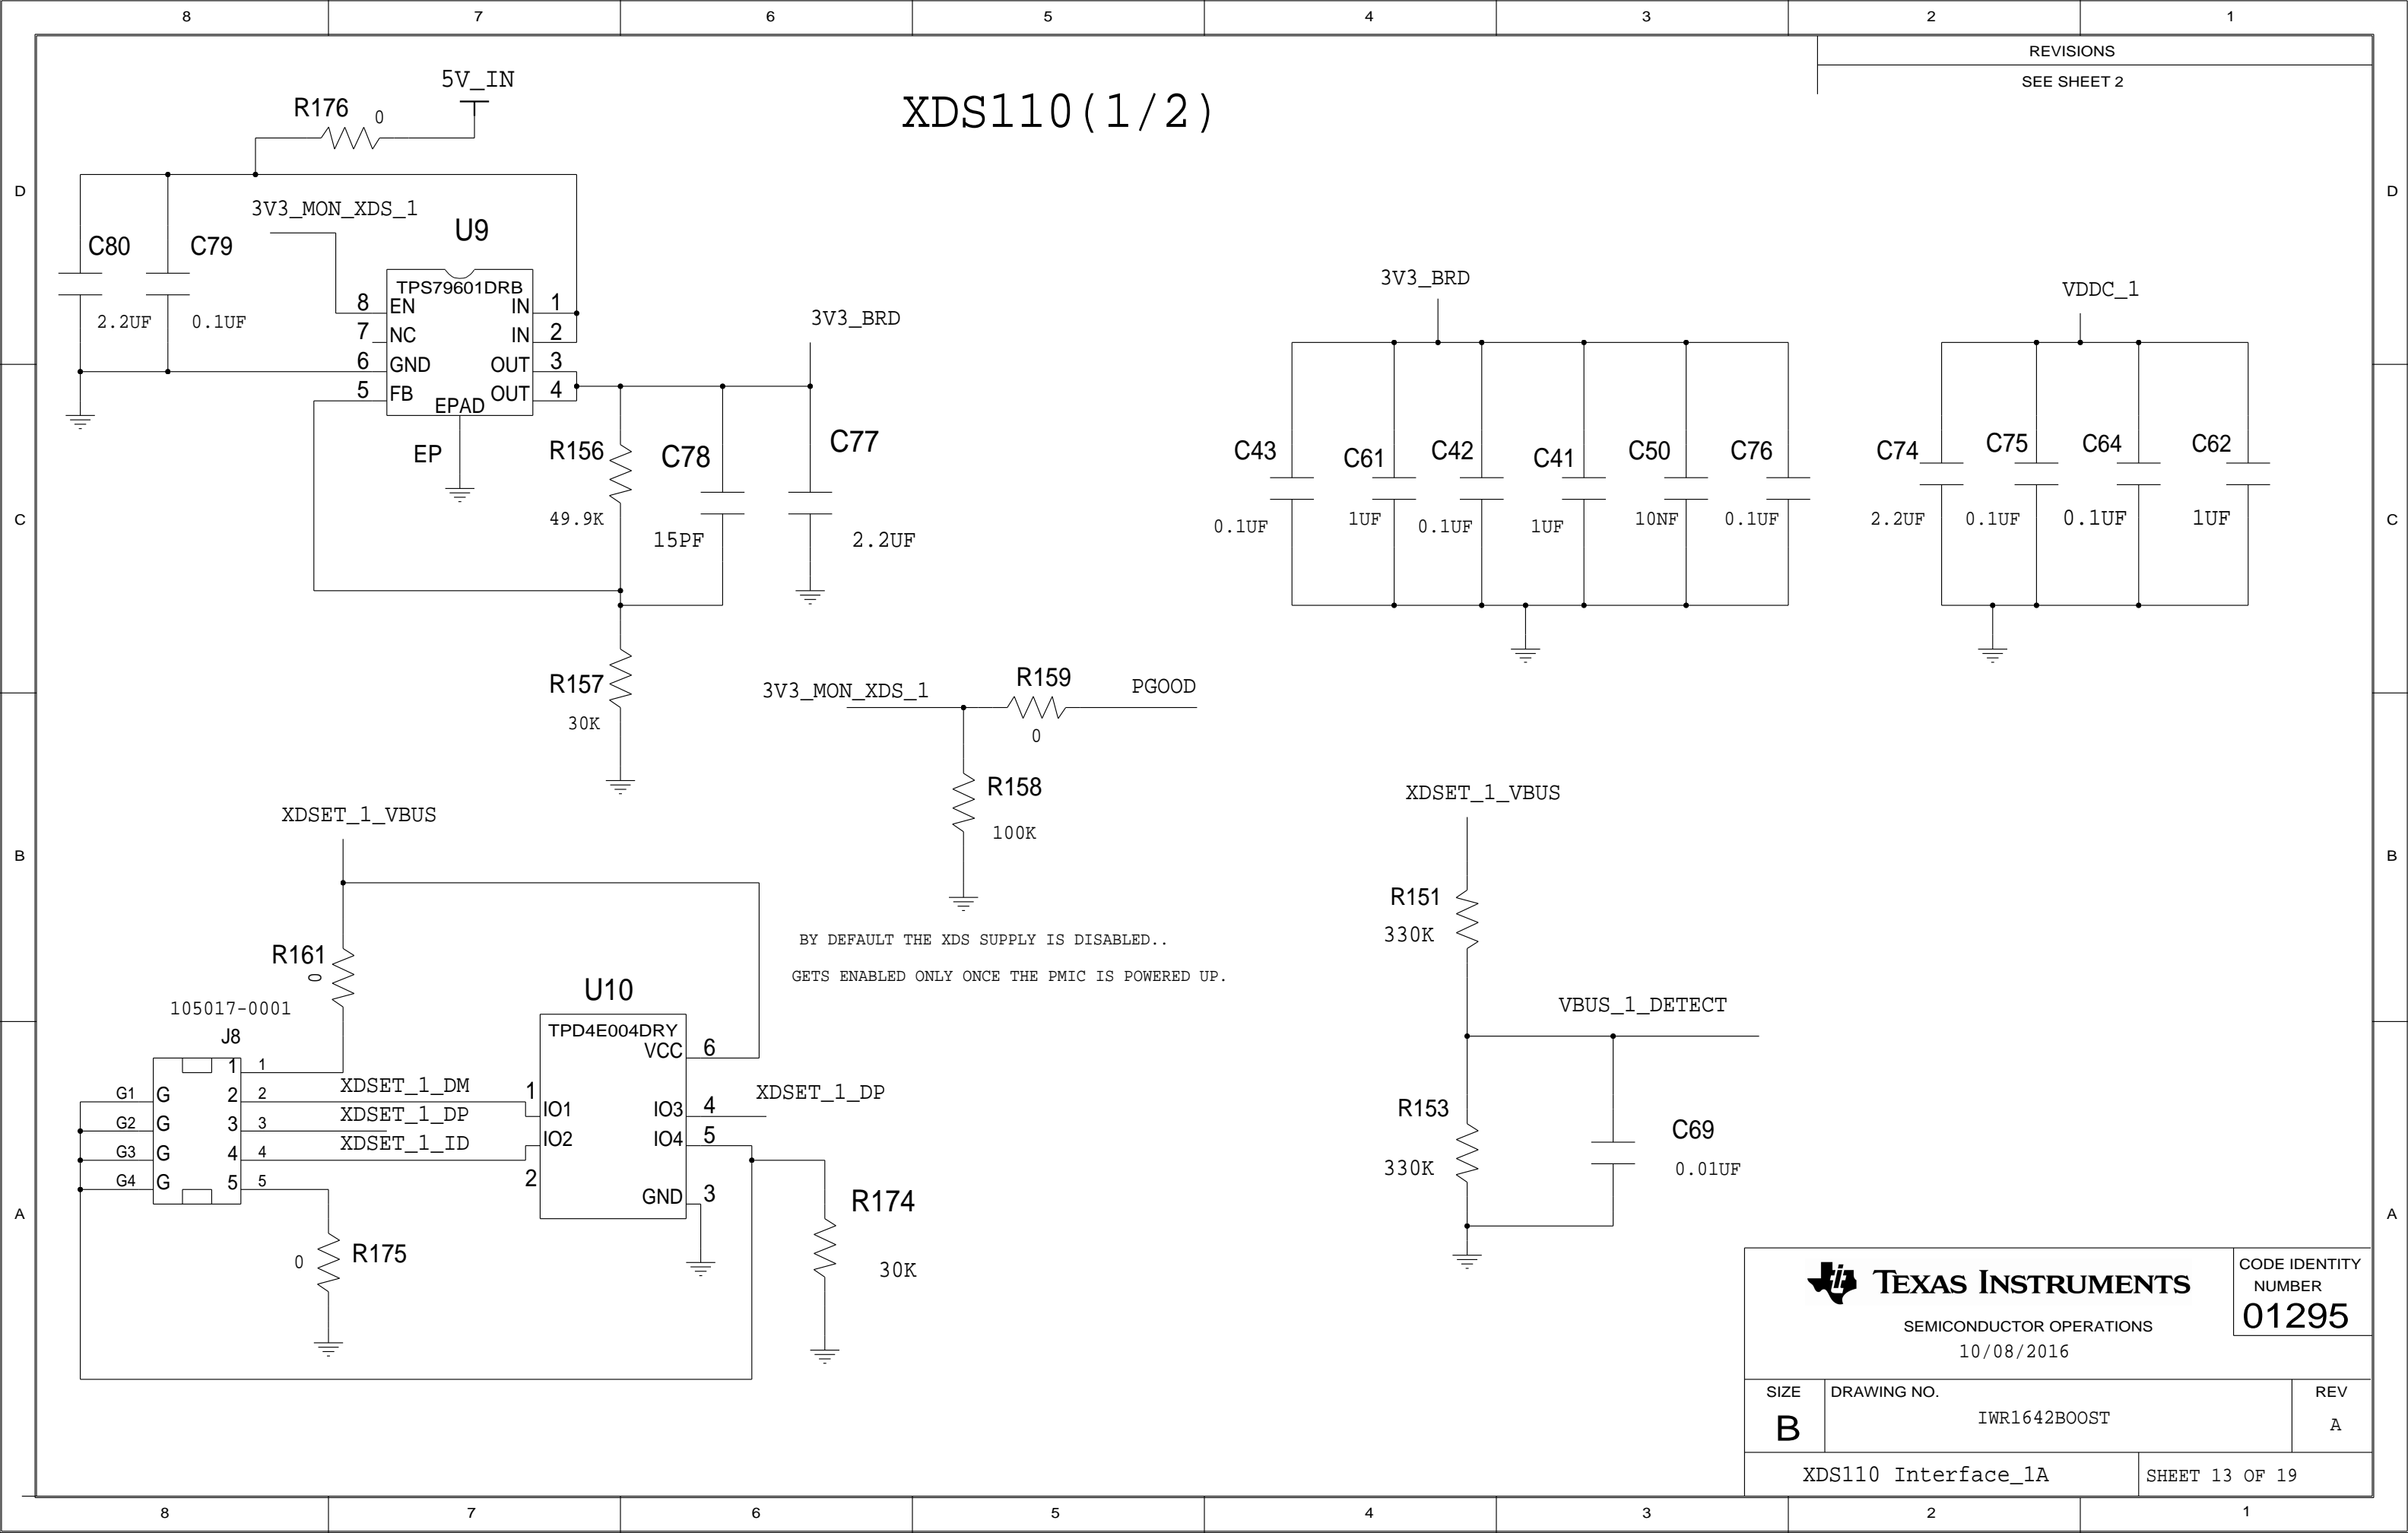 8 7 6 5 4 3 2 1
REVISIONS
SEE SHEET 2
XDS110(1/2)
D
D
C
C
B
B
A
A
5V_IN
R176
0
3V3_MON_XDS_1
U9
C80
C79
2.2UF
0.1UF
TPS79601DRB
8 EN IN 1
7 NC IN 2
6 GND OUT 3
5 FB OUT 4
EPAD
EP
3V3_BRD
R156
49.9K
C78
15PF
C77
2.2UF
R157
30K
3V3_BRD
C43
C61
C42
C41
C50
C76
0.1UF
1UF
0.1UF
1UF
10NF
0.1UF
VDDC_1
C74
C75
C64
C62
2.2UF
0.1UF
0.1UF
1UF
3V3_MON_XDS_1
R159
PGOOD
0
R158
100K
BY DEFAULT THE XDS SUPPLY IS DISABLED..
GETS ENABLED ONLY ONCE THE PMIC IS POWERED UP.
XDSET_1_VBUS
R161
0
105017-0001
J8
1 1
G1 G 2 2 XDSET_1_DM
G2 G 3 3 XDSET_1_DP
G3 G 4 4 XDSET_1_ID
G4 G 5 5
R175
0
U10
TPD4E004DRY
VCC 6
1 IO1 IO3 4
IO2 IO4 5
2
GND 3
XDSET_1_DP
R174
30K
XDSET_1_VBUS
R151
330K
VBUS_1_DETECT
R153
330K
C69
0.01UF
TEXAS INSTRUMENTS
SEMICONDUCTOR OPERATIONS
10/08/2016
CODE IDENTITY
NUMBER
01295
SIZE
B
DRAWING NO.
IWR1642BOOST
REV
A
XDS110 Interface_1A
SHEET 13 OF 19
8 7 6 5 4 3 2 1